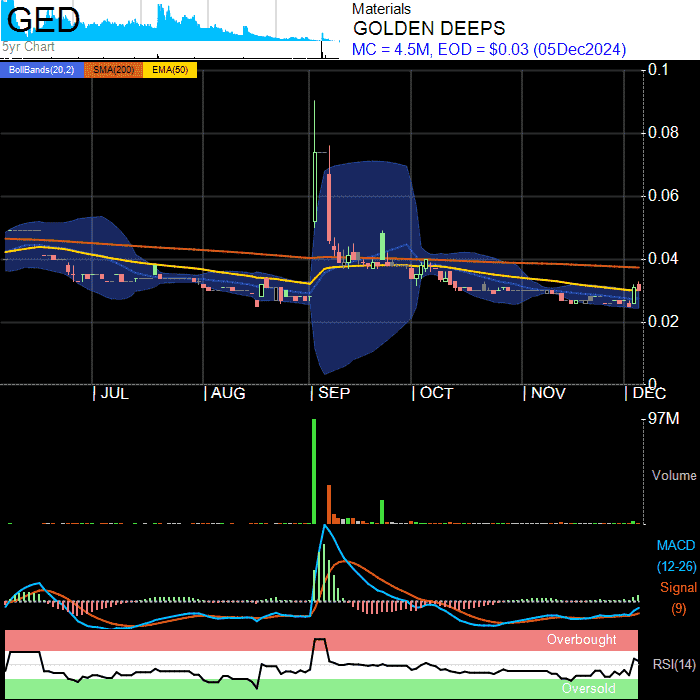 GED
5yr Chart
Materials
GOLDEN DEEPS
MC = 4.5M, EOD = $0.03 (05Dec2024)
BollBands(20,2) SMA(200) EMA(50)
0.1
0.08
0.06
0.04
0.02
0
| JUL | AUG | SEP | OCT | NOV | DEC
97M
Volume
MACD
(12-26)
Signal
(9)
Overbought
RSI(14)
Oversold